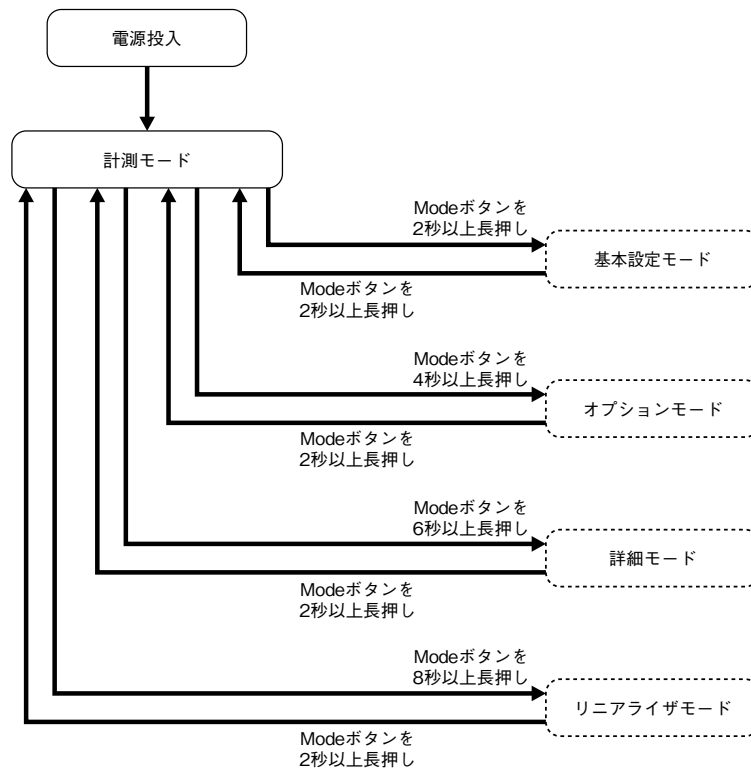 電源投入
計測モード
Modeボタンを
2秒以上長押し
基本設定モード
Modeボタンを
2秒以上長押し
Modeボタンを
4秒以上長押し
オプションモード
Modeボタンを
2秒以上長押し
Modeボタンを
6秒以上長押し
詳細モード
Modeボタンを
2秒以上長押し
Modeボタンを
8秒以上長押し
リニアライザモード
Modeボタンを
2秒以上長押し